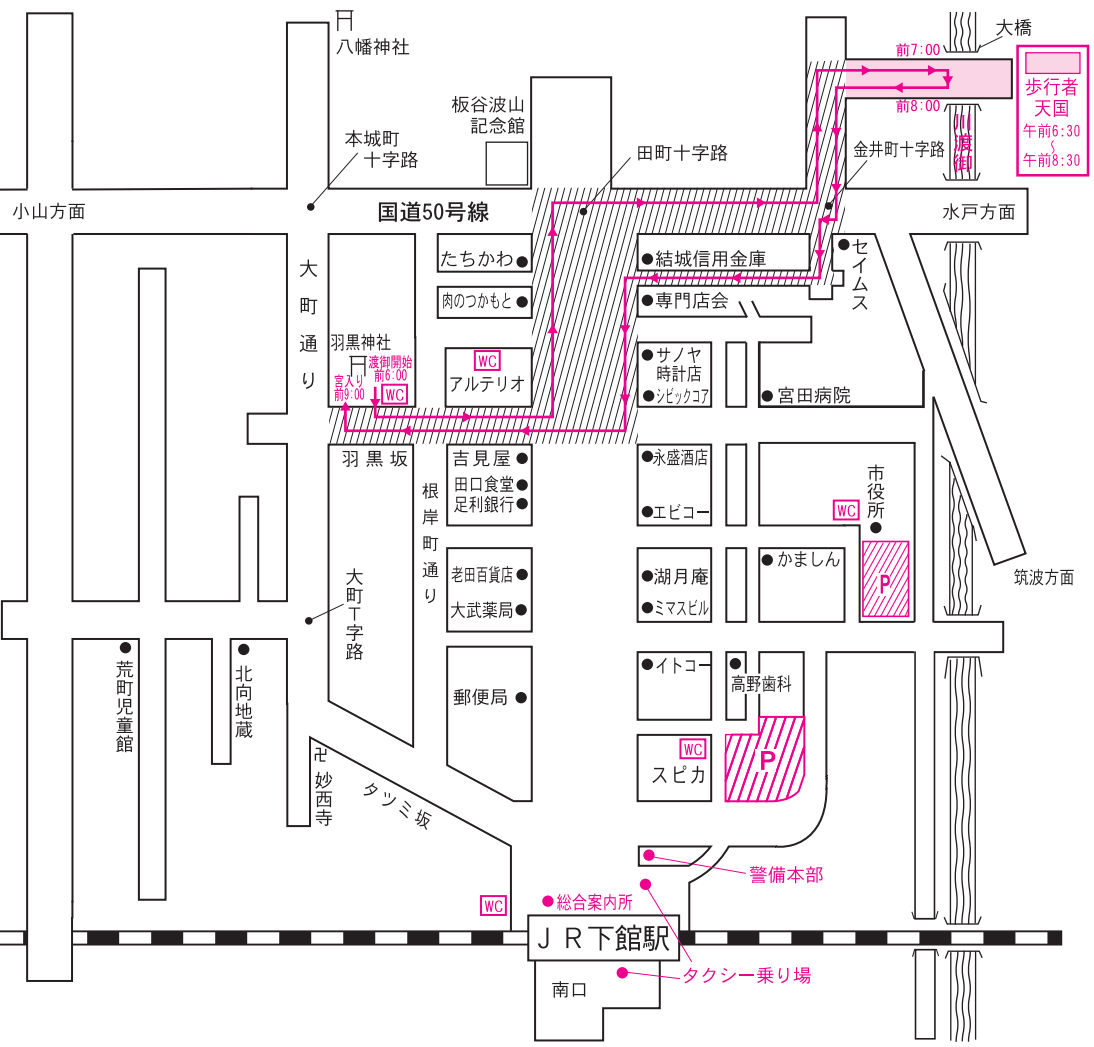 八幡神社
大橋
前7:00
前8:00
歩行者
天国
午前6:30
〜
午前8:30
板谷波山
記念館
本城町
十字路
田町十字路
金井町十字路
川渡御
小山方面
国道50号線
水戸方面
大町通り
たちかわ
肉のつかもと
結城信用金庫
専門店会
セイムス
羽黒神社
渡御開始
前6:00
宮入り
前9:00
WC
WC
アルテリオ
サノヤ
時計店
シビックコア
宮田病院
羽黒坂
根岸町通り
吉見屋
田口食堂
足利銀行
永盛酒店
エビコー
市役所
WC
P
筑波方面
大町T字路
老田百貨店
大武薬局
湖月庵
ミマスビル
かましん
荒町児童館
北向地蔵
郵便局
イトコー
高野歯科
卍妙西寺
タツミ坂
WC
スピカ
P
警備本部
WC
総合案内所
JR下館駅
タクシー乗り場
南口